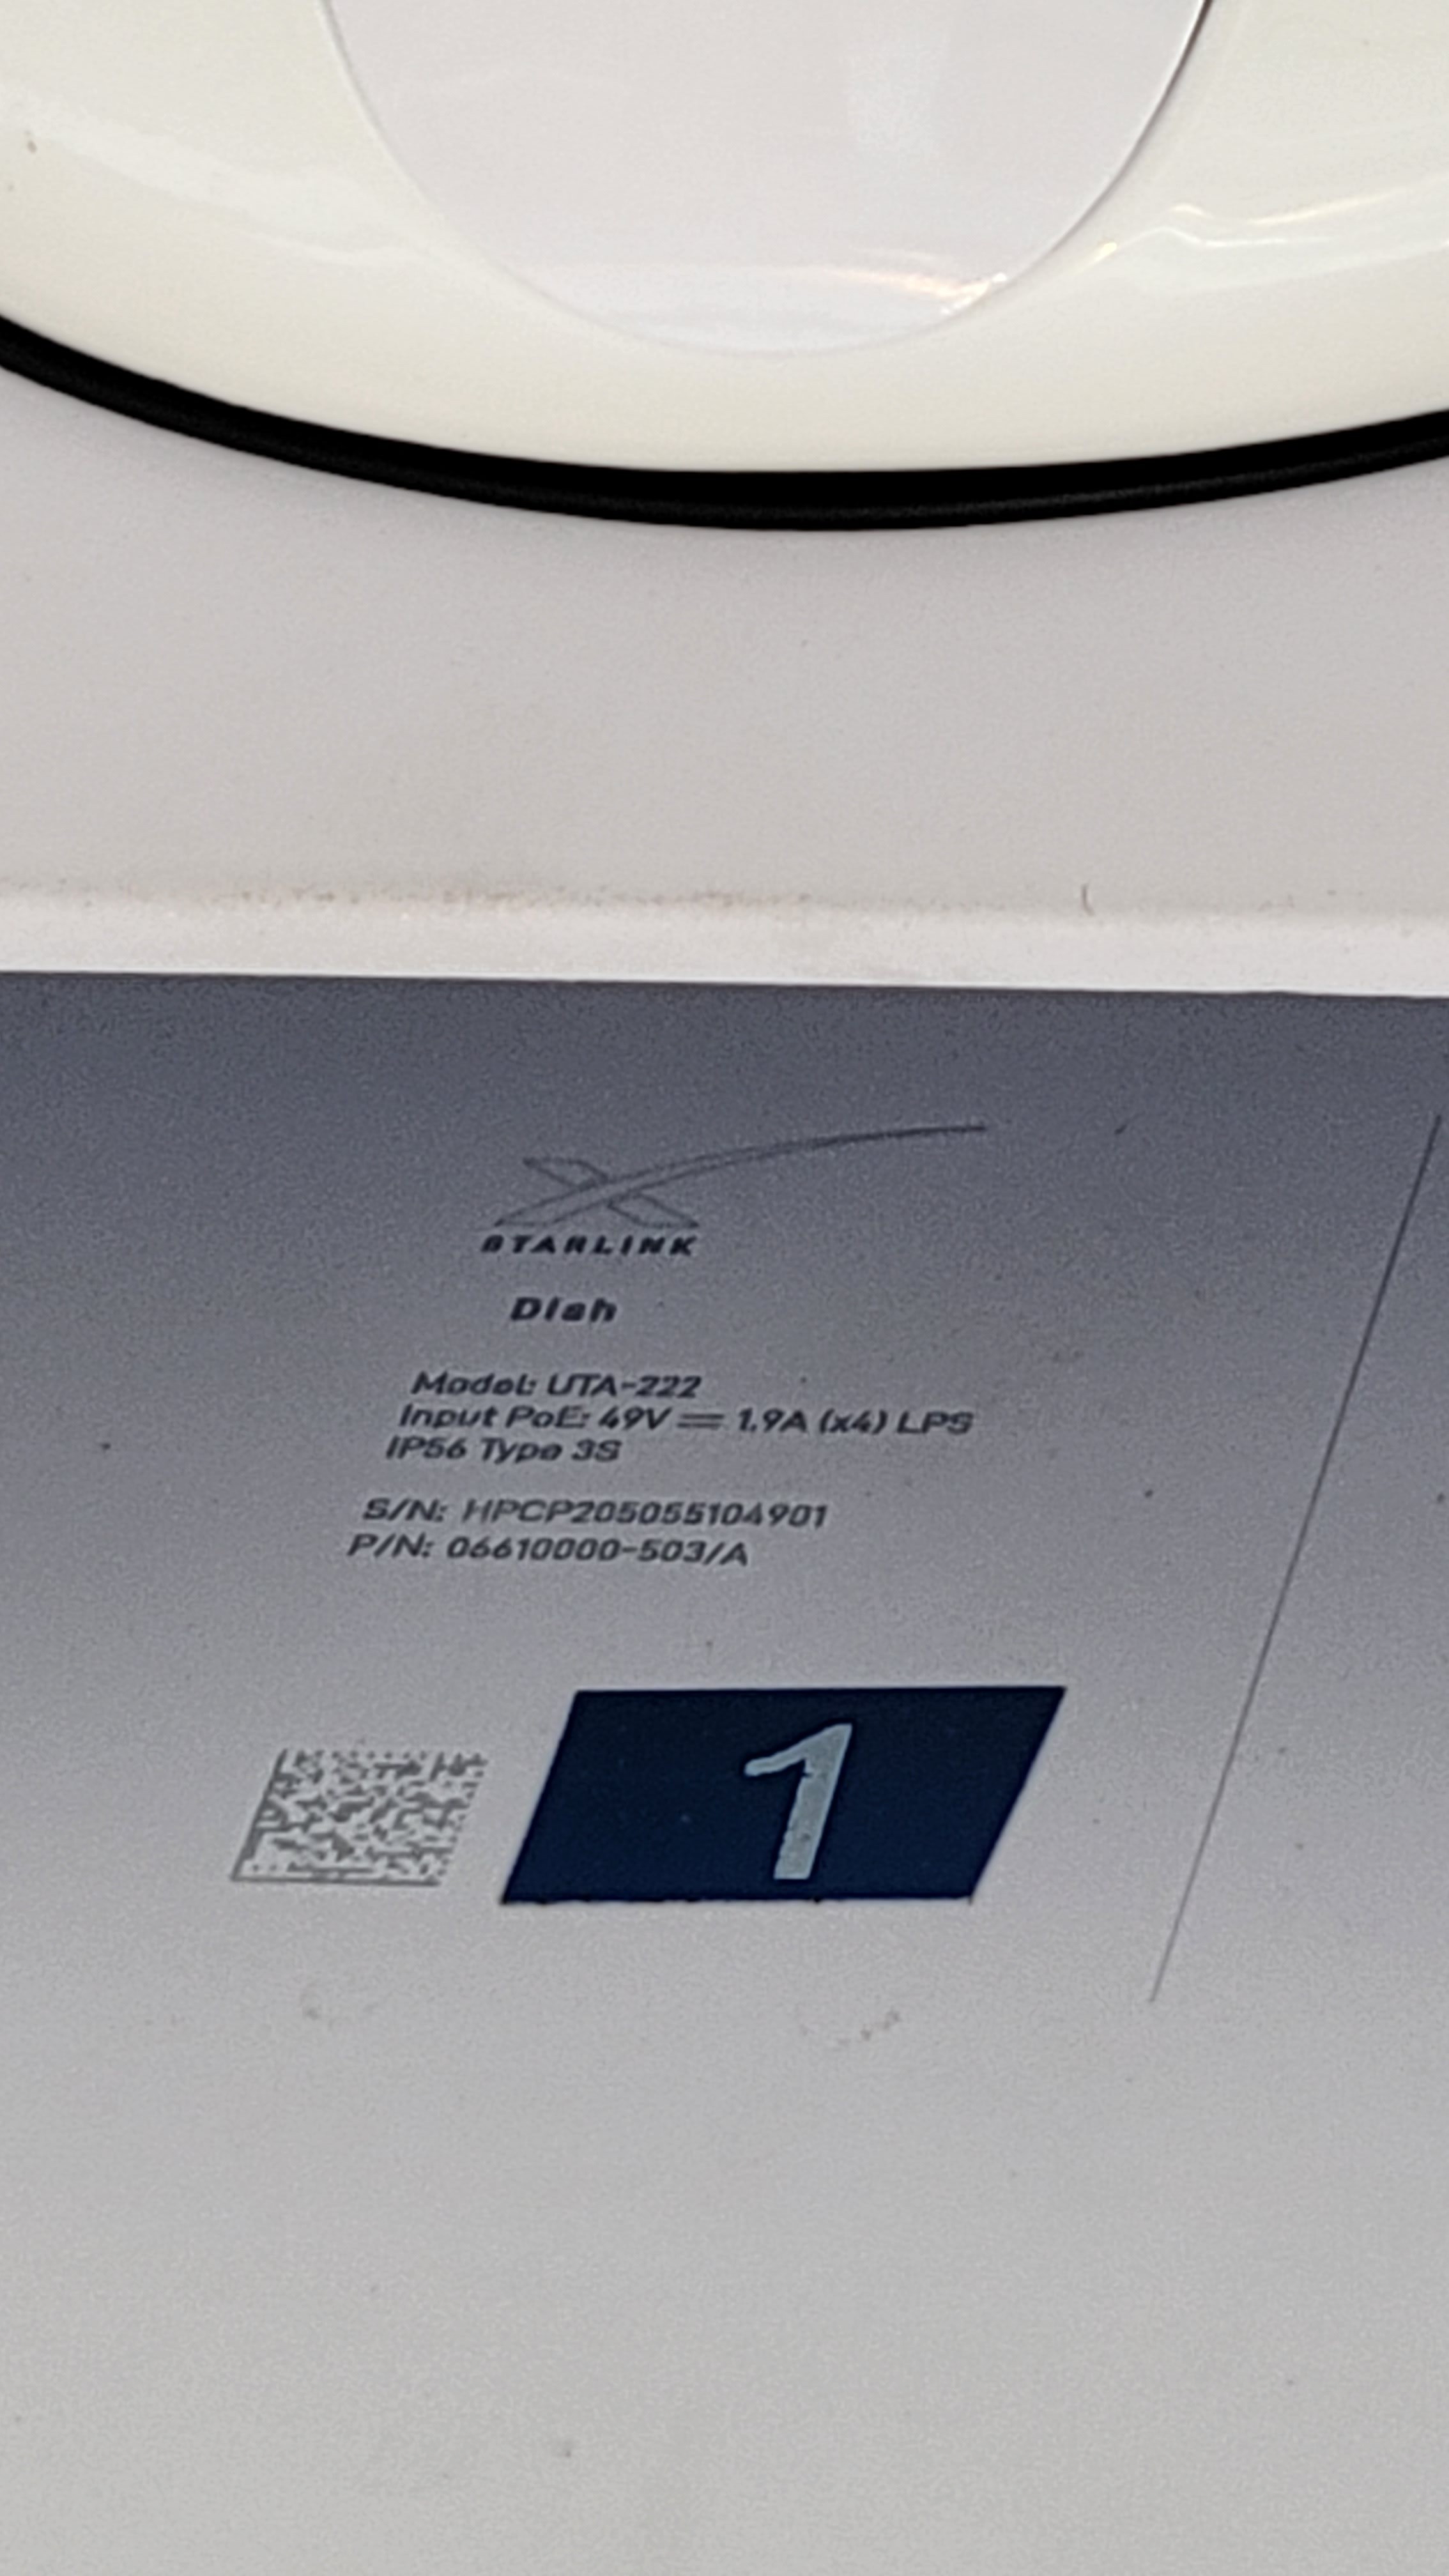 STARLINK
Dish
Model: UTA-222
Input PoE: 49V ⎓ 1.9A (x4) LPS
IP56 Type 3S
S/N: HPCP205055104901
P/N: 06610000-503/A
1